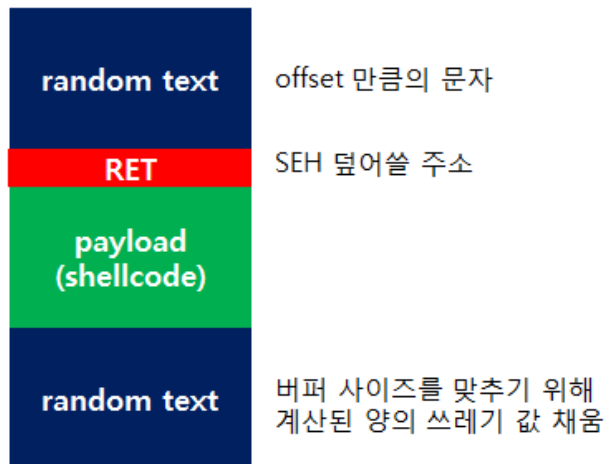 random text
offset 만큼의 문자
RET
SEH 덮어쓸 주소
payload
(shellcode)
random text
버퍼 사이즈를 맞추기 위해
계산된 양의 쓰레기 값 채움